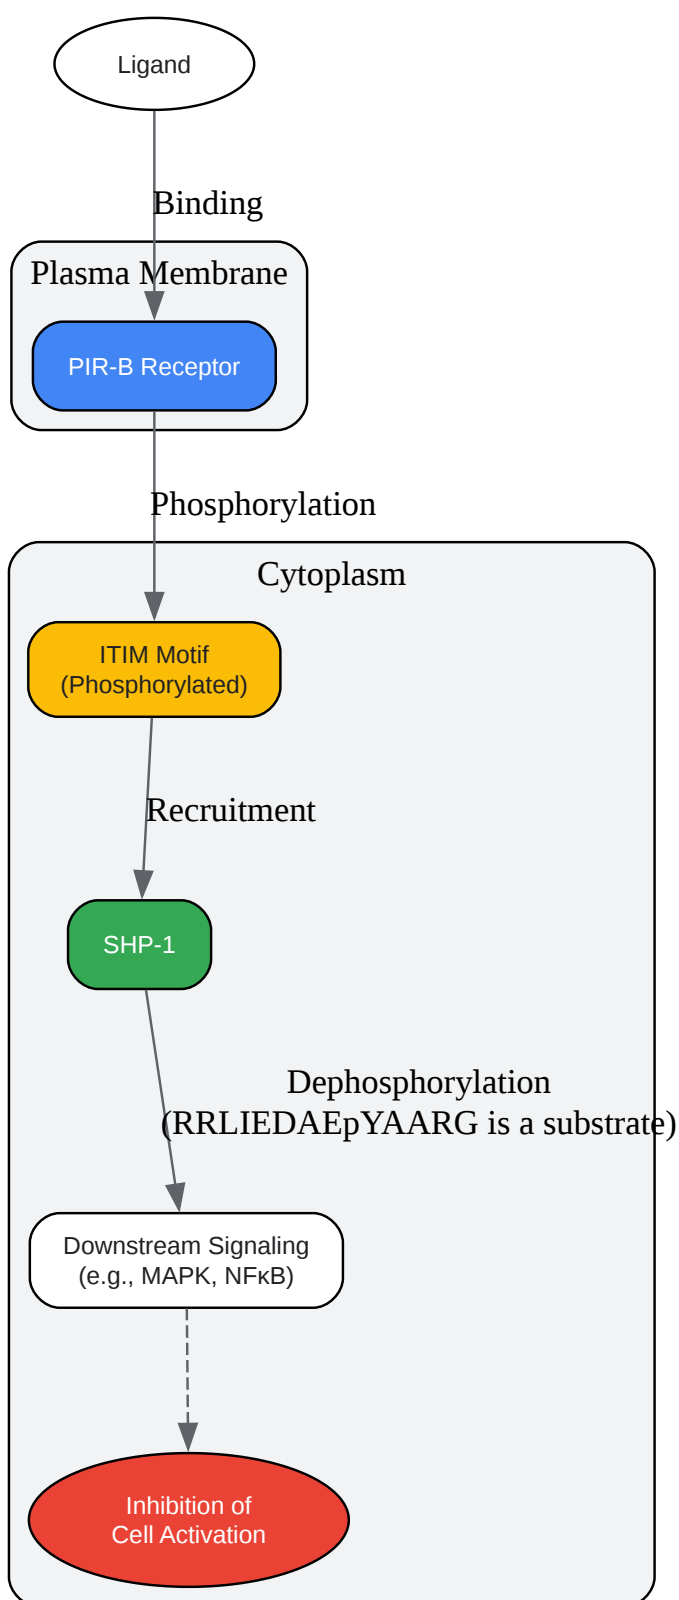 Ligand
Binding
Plasma Membrane
PIR-B Receptor
Phosphorylation
Cytoplasm
ITIM Motif
(Phosphorylated)
Recruitment
SHP-1
Dephosphorylation
(RRLIEDAEpYAARG is a substrate)
Downstream Signaling
(e.g., MAPK, NFκB)
Inhibition of
Cell Activation